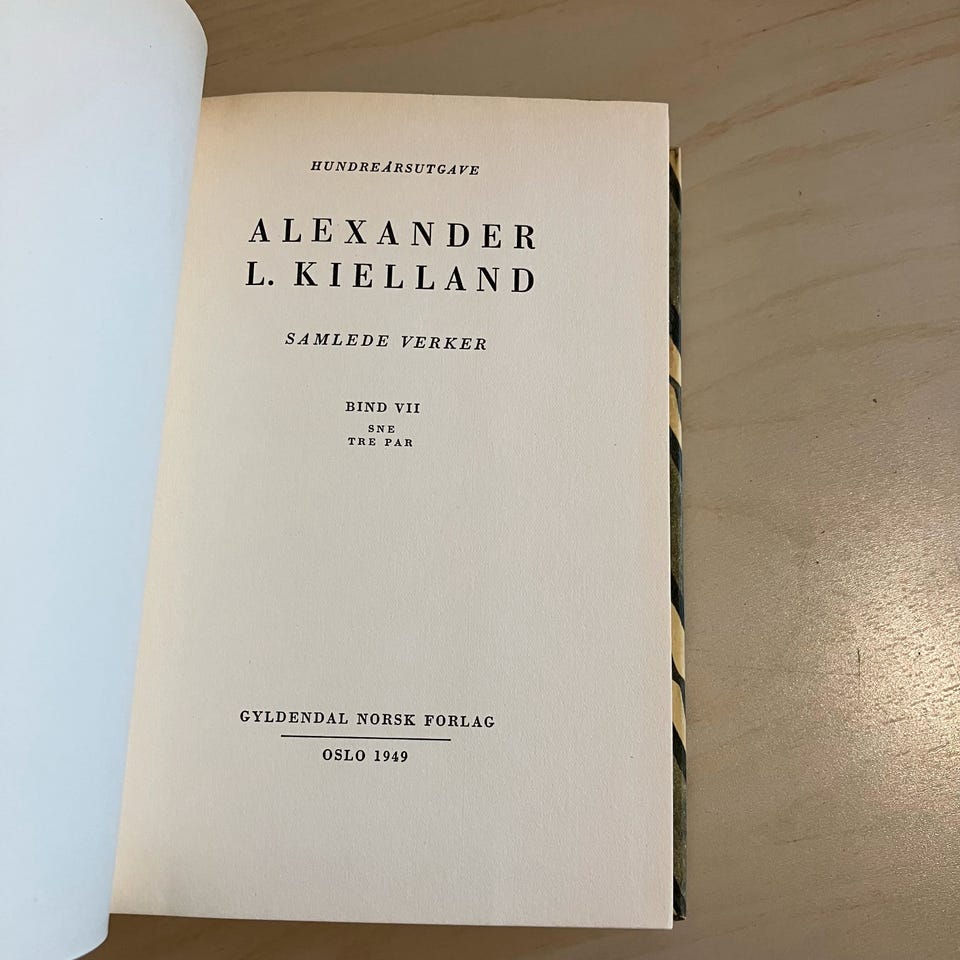 HUNDREÅRSUTGAVE
ALEXANDER
L. KIELLAND
SAMLEDE VERKER
BIND VII
SNE
TRE PAR
GYLDENDAL NORSK FORLAG
OSLO 1949